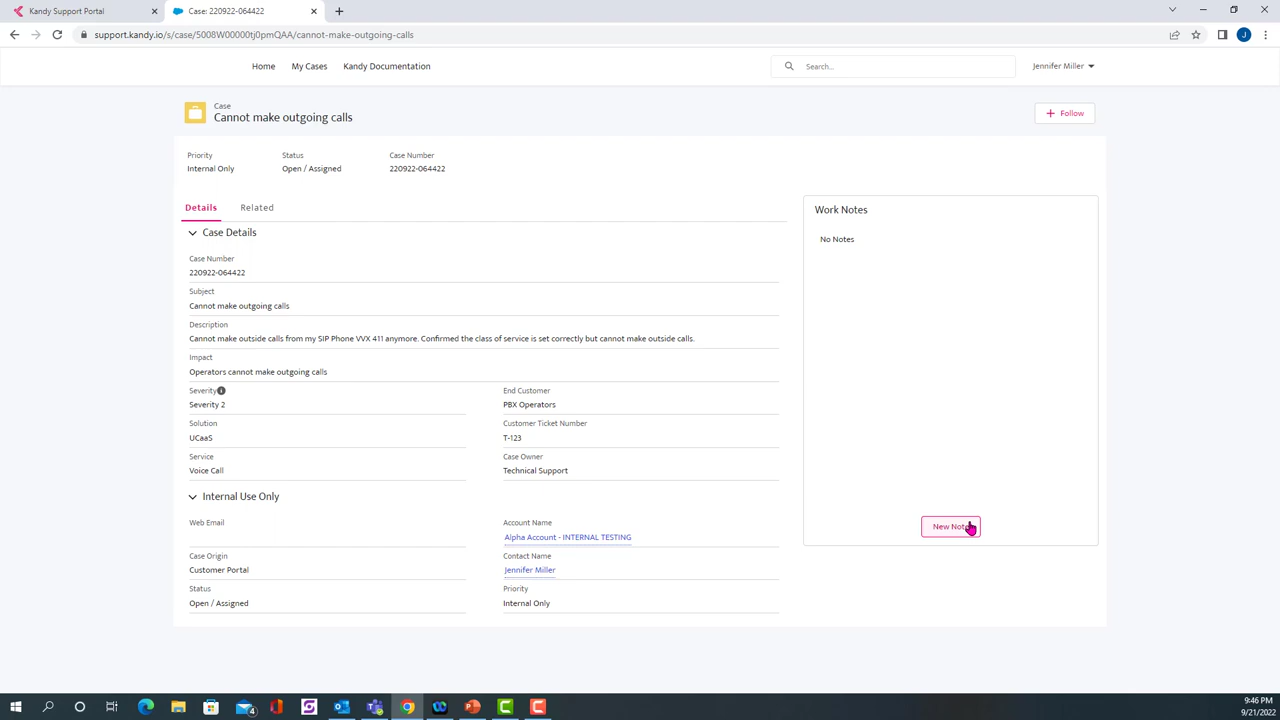 Kandy Support Portal
Case: 220922-064422
support.kandy.io/s/case/5008W00000tj0pmQAA/cannot-make-outgoing-calls
J
Home My Cases Kandy Documentation
Search...
Jennifer Miller
Case
Cannot make outgoing calls
Follow
Priority Status Case Number
Internal Only Open / Assigned 220922-064422
Details Related
Work Notes
No Notes
New Note
Case Details
Case Number
220922-064422
Subject
Cannot make outgoing calls
Description
Cannot make outside calls from my SIP Phone VVX 411 anymore. Confirmed the class of service is set correctly but cannot make outside calls.
Impact
Operators cannot make outgoing calls
Severity End Customer
Severity 2 PBX Operators
Solution Customer Ticket Number
UCaaS T-123
Service Case Owner
Voice Call Technical Support
Internal Use Only
Web Email Account Name
Alpha Account - INTERNAL TESTING
Case Origin Contact Name
Customer Portal Jennifer Miller
Status Priority
Open / Assigned Internal Only
9:46 PM
9/21/2022